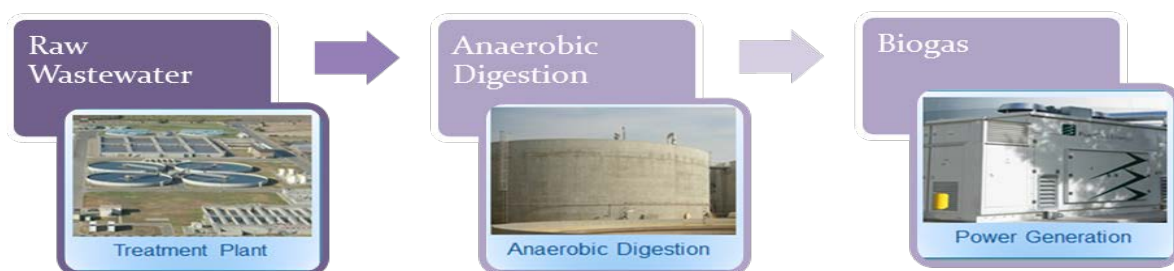 Raw
Wastewater
Treatment Plant
Anaerobic
Digestion
Anaerobic Digestion
Biogas
Power Generation